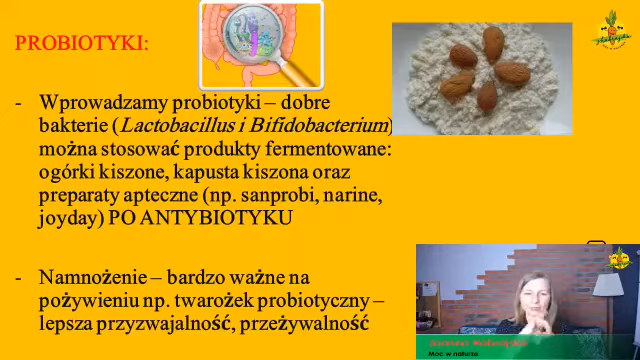 PROBIOTYKI:
- Wprowadzamy probiotyki – dobre
bakterie (Lactobacillus i Bifidobacterium)
można stosować produkty fermentowane:
ogórki kiszone, kapusta kiszona oraz
preparaty apteczne (np. sanprobi, narine,
joyday) PO ANTYBIOTYKU
- Namnożenie – bardzo ważne na
pożywieniu np. twarożek probiotyczny –
lepsza przyzwajalność, przeżywalność
Joanna
Moc w naturze